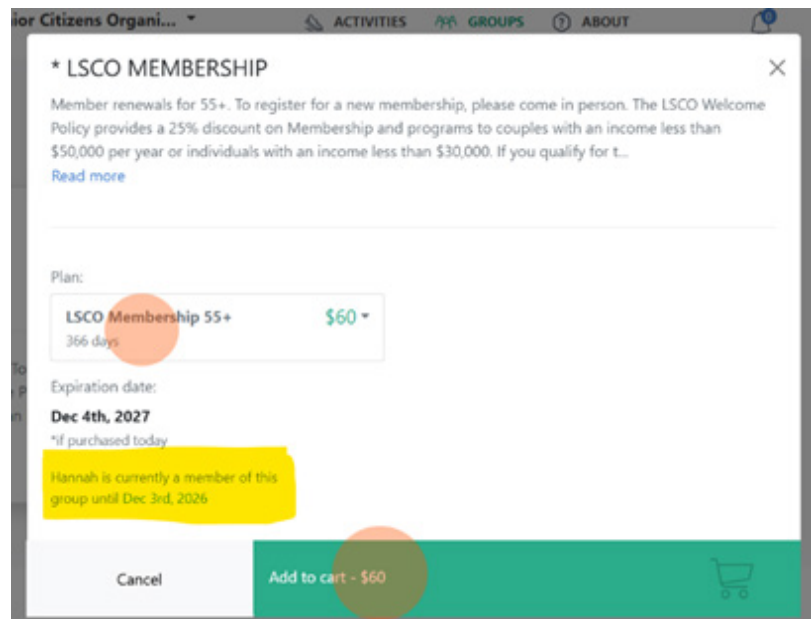 ior Citizens Organi...
ACTIVITIES
GROUPS
? ABOUT
0
* LSCO MEMBERSHIP
Member renewals for 55+. To register for a new membership, please come in person. The LSCO Welcome
Policy provides a 25% discount on Membership and programs to couples with an income less than
$50,000 per year or individuals with an income less than $30,000. If you qualify for t...
Read more
Plan:
LSCO Membership 55+ $60
366 days
To
P
n
Expiration date:
Dec 4th, 2027
*if purchased today
Hannah is currently a member of this
group until Dec 3rd, 2026
Cancel
Add to cart - $60